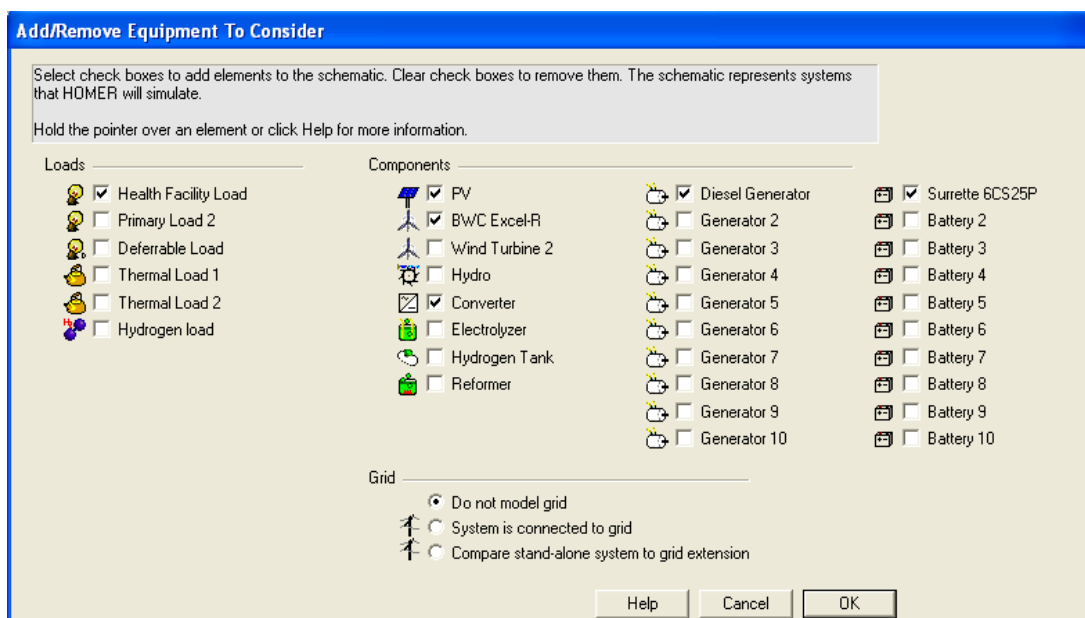 Add/Remove Equipment To Consider
Select check boxes to add elements to the schematic. Clear check boxes to remove them. The schematic represents systems
that HOMER will simulate.
Hold the pointer over an element or click Help for more information.
Loads
Health Facility Load
Primary Load 2
Deferrable Load
Thermal Load 1
Thermal Load 2
Hydrogen load
Components
PV
BWC Excel-R
Wind Turbine 2
Hydro
Converter
Electrolyzer
Hydrogen Tank
Reformer
Diesel Generator
Generator 2
Generator 3
Generator 4
Generator 5
Generator 6
Generator 7
Generator 8
Generator 9
Generator 10
Surrette 6CS25P
Battery 2
Battery 3
Battery 4
Battery 5
Battery 6
Battery 7
Battery 8
Battery 9
Battery 10
Grid
Do not model grid
System is connected to grid
Compare stand-alone system to grid extension
Help
Cancel
OK